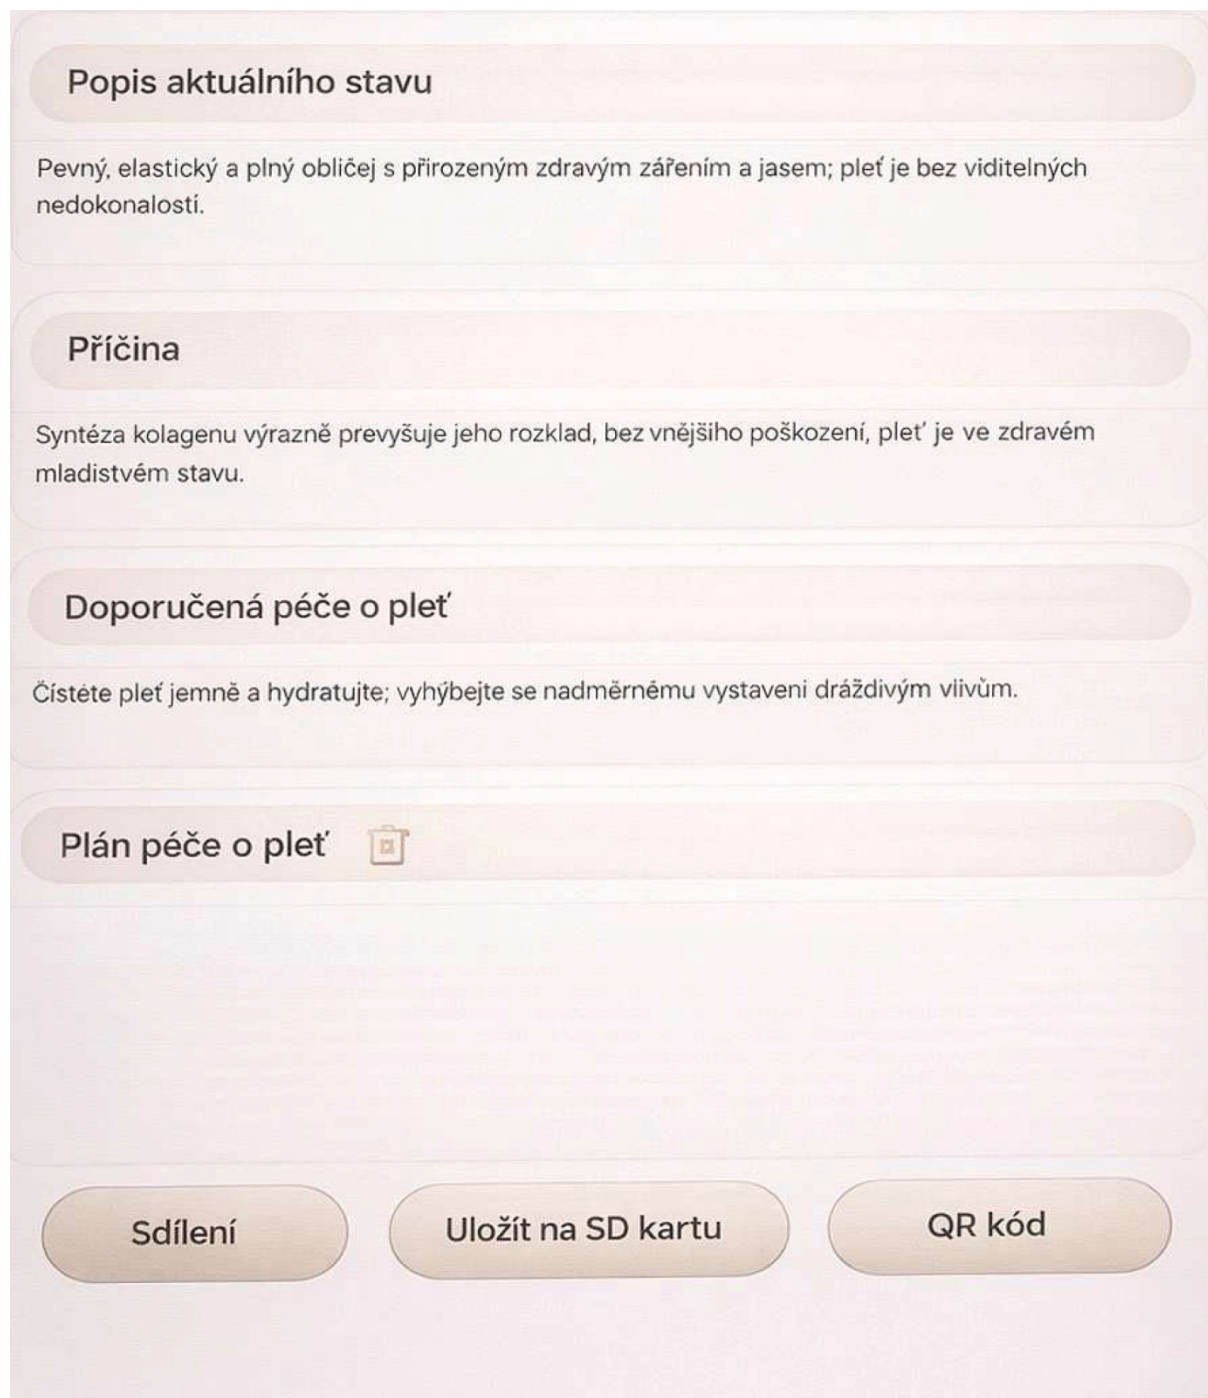 Popis aktuálního stavu
Pevný, elastický a plný obličej s přirozeným zdravým zářením a jasem; pleť je bez viditelných
nedokonalostí.
Příčina
Syntéza kolagenu výrazně prevyšuje jeho rozklad, bez vnějšiho poškození, pleť je ve zdravém
mladistvém stavu.
Doporučená péče o pleť
Čístéte pleť jemně a hydratujte; vyhýbejte se nadměrnému vystaveni dráždivým vlivům.
Plán péče o pleť
Sdílení
Uložít na SD kartu
QR kód